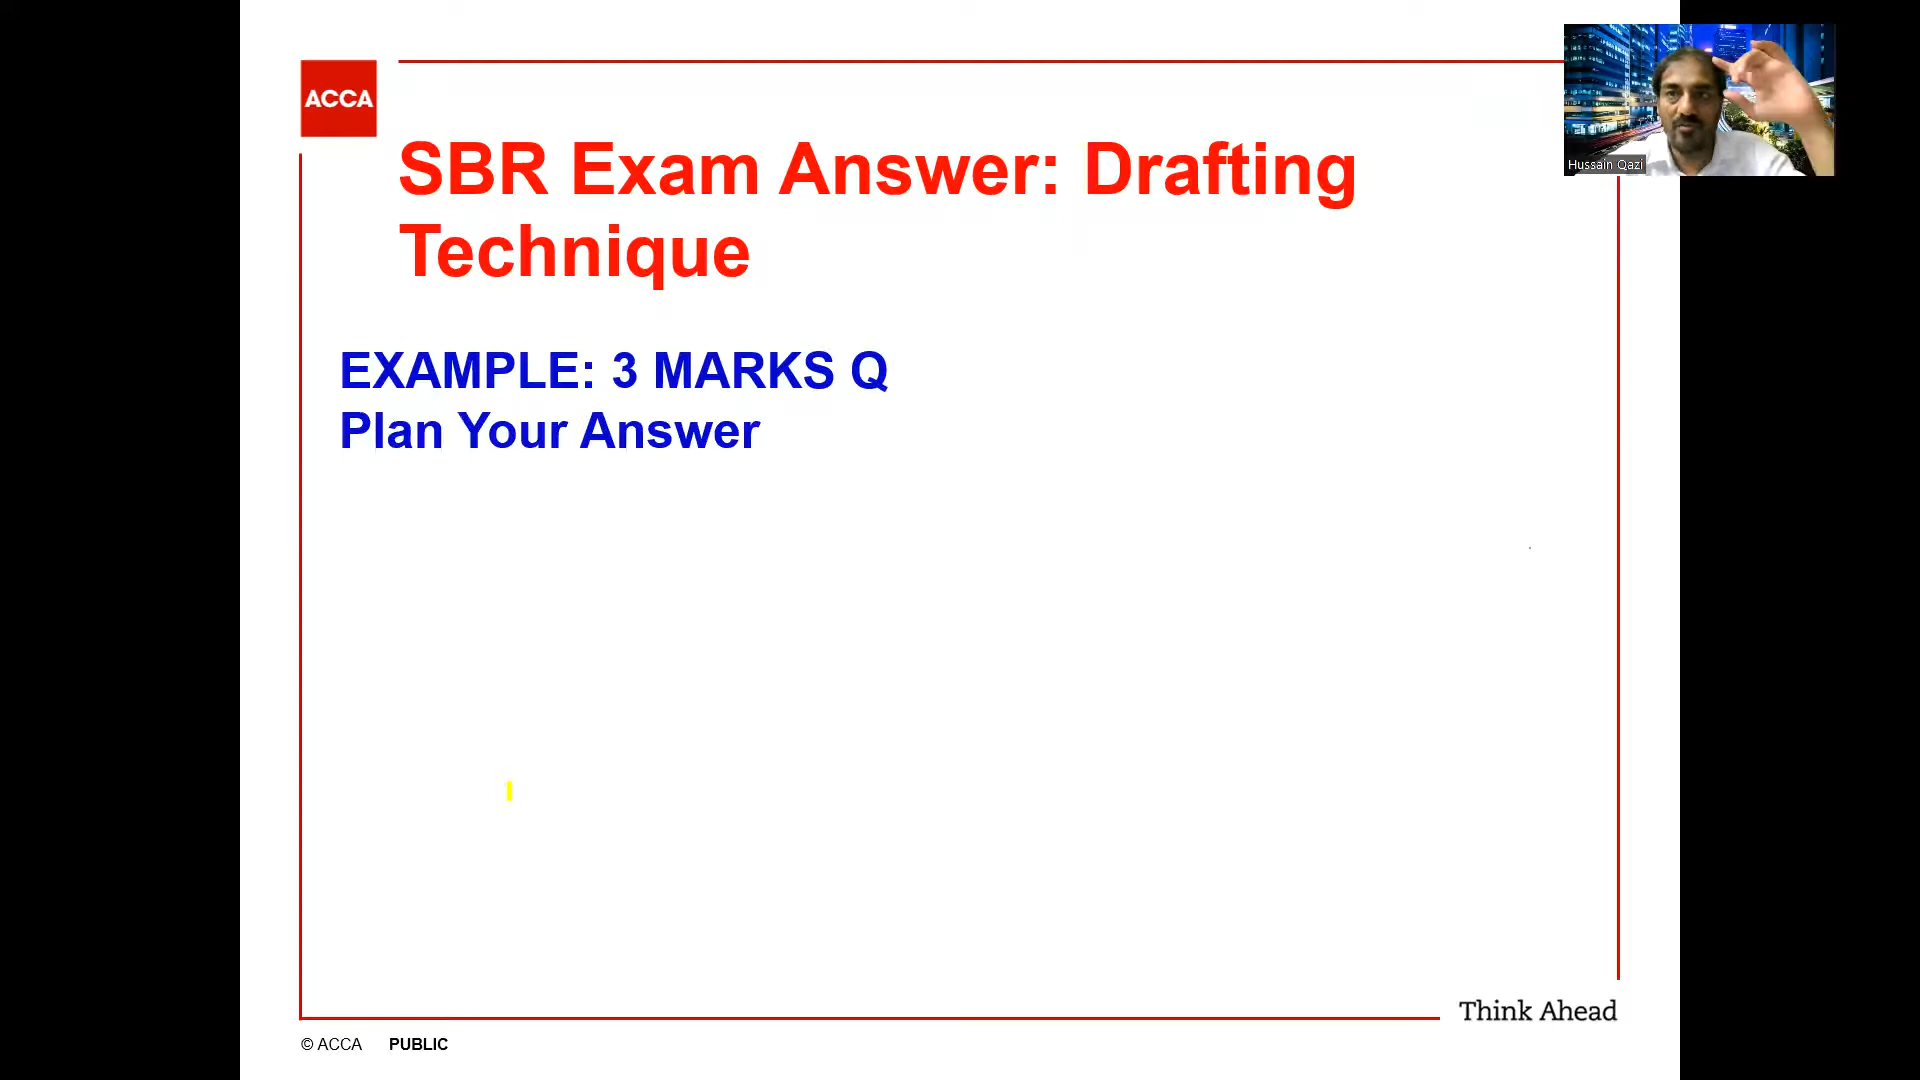 ACCA
SBR Exam Answer: Drafting
Technique
Hussain Qazi
EXAMPLE: 3 MARKS Q
Plan Your Answer
Think Ahead
© ACCA PUBLIC